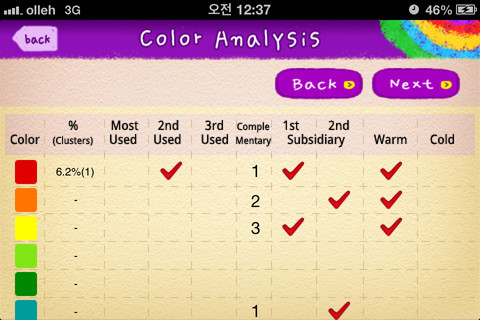 olleh 3G 오전 12:37 46%
back Color Analysis
Back Next
Color % (Clusters) Most Used 2nd Used 3rd Used Comple Mentary 1st 2nd Subsidiary Warm Cold
6.2%(1) 1
- 2
- 3
-
-
- 1